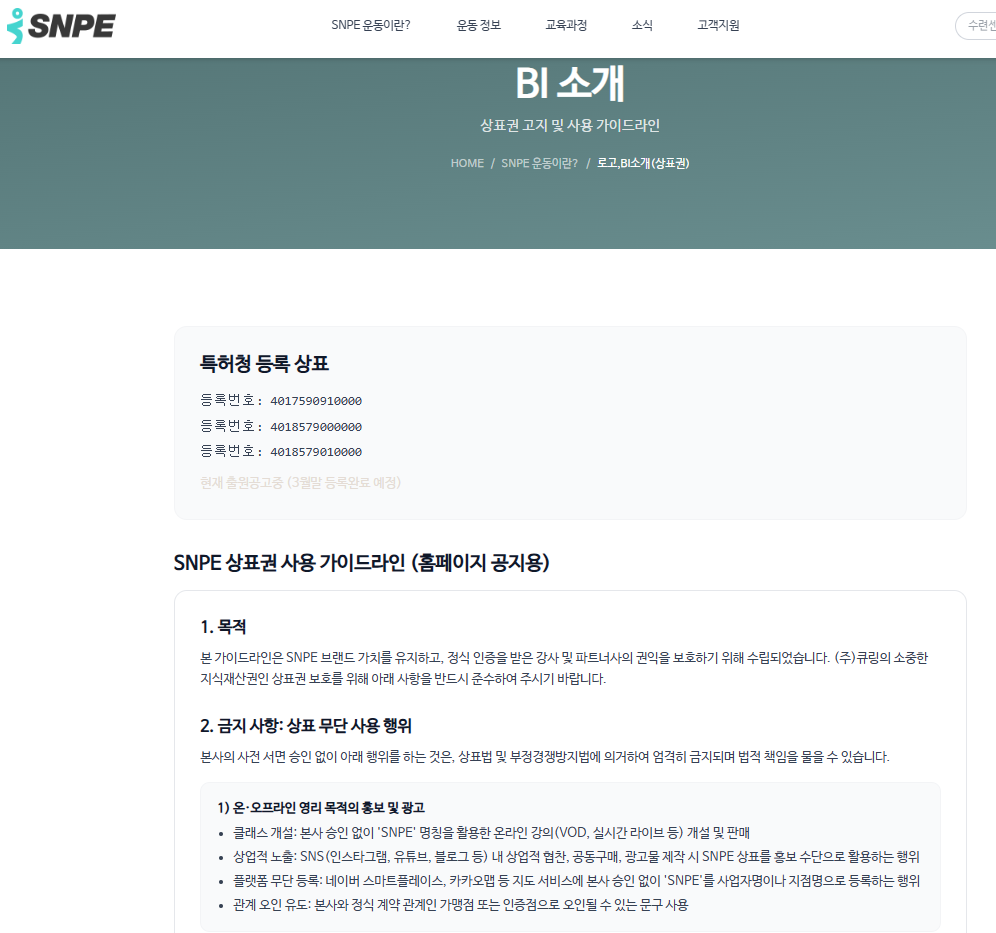 SNPE
SNPE 운동이란? 운동 정보 교육과정 소식 고객지원
BI 소개
상표권 고지 및 사용 가이드라인
HOME / SNPE 운동이란? / 로고,BI소개(상표권)
특허청 등록 상표
등록번호: 4017590910000
등록번호: 4018579000000
등록번호: 4018579010000
현재 출원공고중 (3월말 등록완료 예정)
SNPE 상표권 사용 가이드라인 (홈페이지 공지용)
1. 목적
본 가이드라인은 SNPE 브랜드 가치를 유지하고, 정식 인증을 받은 강사 및 파트너사의 권익을 보호하기 위해 수립되었습니다. (주)큐링의 소중한
지식재산권인 상표권 보호를 위해 아래 사항을 반드시 준수하여 주시기 바랍니다.
2. 금지 사항: 상표 무단 사용 행위
본사의 사전 서면 승인 없이 아래 행위를 하는 것은, 상표법 및 부정경쟁방지법에 의거하여 엄격히 금지되며 법적 책임을 물을 수 있습니다.
1) 온·오프라인 영리 목적의 홍보 및 광고
• 클래스 개설: 본사 승인 없이 'SNPE' 명칭을 활용한 온라인 강의(VOD, 실시간 라이브 등) 개설 및 판매
• 상업적 노출: SNS(인스타그램, 유튜브, 블로그 등) 내 상업적 협찬, 공동구매, 광고물 제작 시 SNPE 상표를 홍보 수단으로 활용하는 행위
• 플랫폼 무단 등록: 네이버 스마트플레이스, 카카오맵 등 지도 서비스에 본사 승인 없이 'SNPE'를 사업자명이나 지점명으로 등록하는 행위
• 관계 오인 유도: 본사와 정식 계약 관계인 가맹점 또는 인증점으로 오인될 수 있는 문구 사용